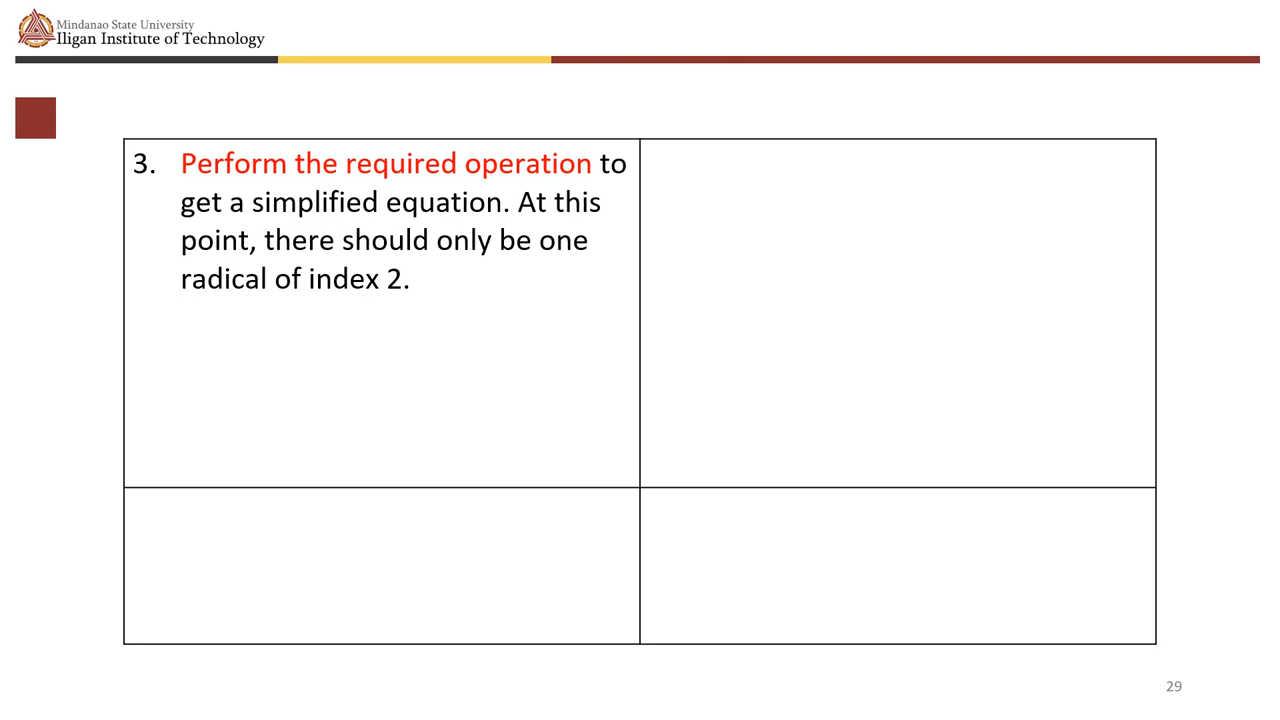 Mindanao State University
Iligan Institute of Technology
3. Perform the required operation to
get a simplified equation. At this
point, there should only be one
radical of index 2.
29